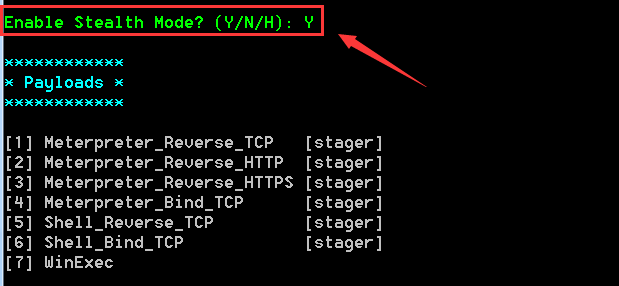 Enable Stealth Mode? (Y/N/H): Y
************
* Payloads *
************
[1] Meterpreter_Reverse_TCP [stager]
[2] Meterpreter_Reverse_HTTP [stager]
[3] Meterpreter_Reverse_HTTPS [stager]
[4] Meterpreter_Bind_TCP [stager]
[5] Shell_Reverse_TCP [stager]
[6] Shell_Bind_TCP [stager]
[7] WinExec